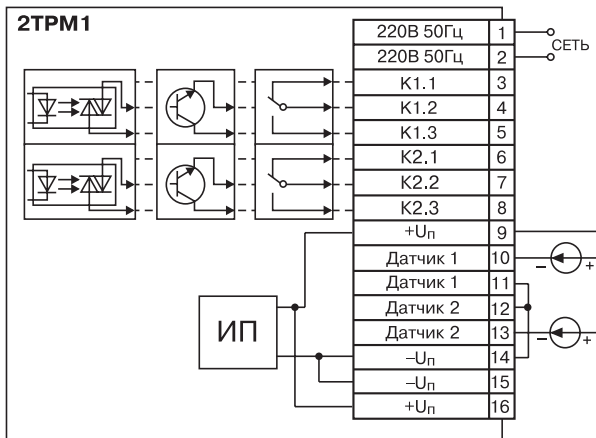 2ТРМ1
220В 50Гц 1
220В 50Гц 2
СЕТЬ
К1.1 3
К1.2 4
К1.3 5
К2.1 6
К2.2 7
К2.3 8
+Uп 9
Датчик 1 10
− +
Датчик 1 11
Датчик 2 12
Датчик 2 13
− +
ИП
−Uп 14
−Uп 15
+Uп 16